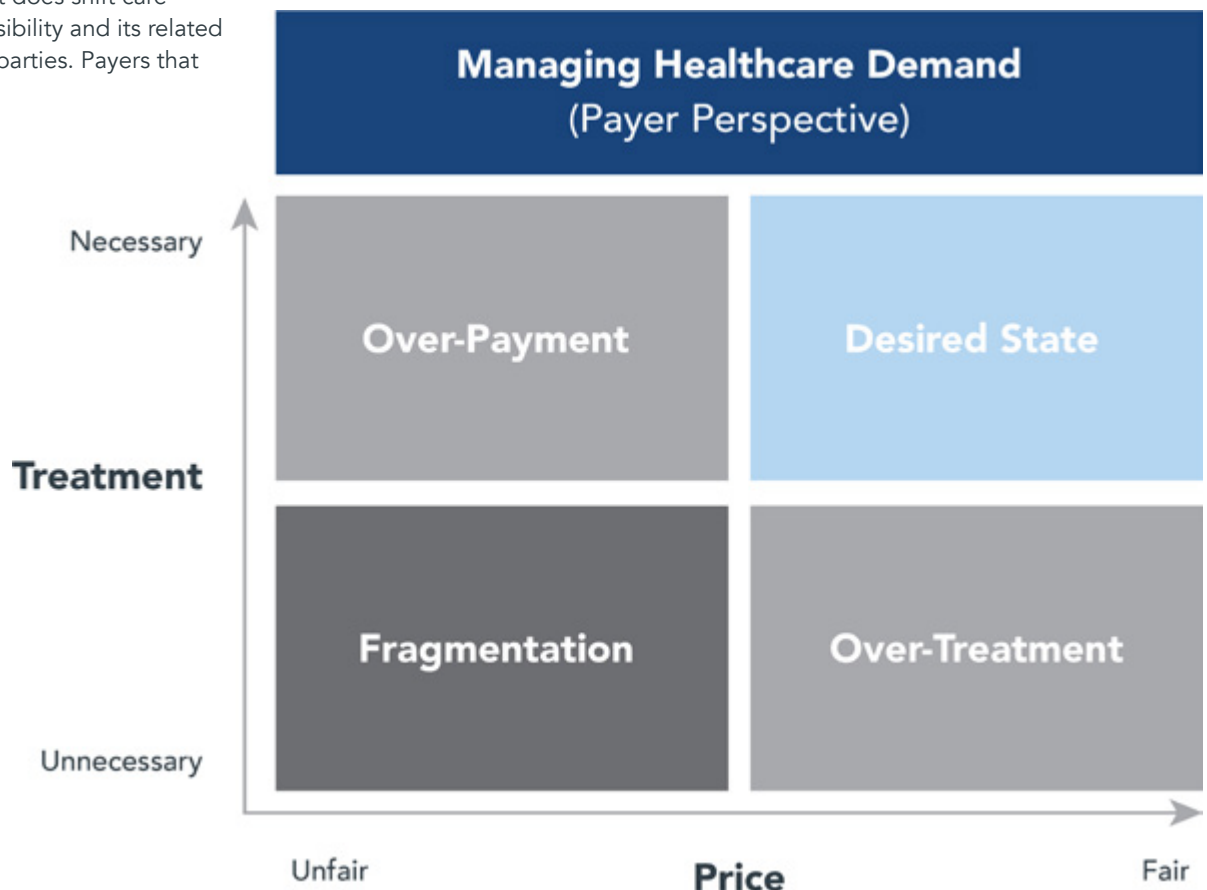 does shift care
sibility and its related
parties. Payers that
Managing Healthcare Demand
(Payer Perspective)
Necessary
Over-Payment
Desired State
Treatment
Fragmentation
Over-Treatment
Unnecessary
Unfair
Price
Fair